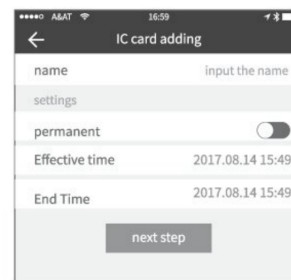 A&AT 16:59
IC card adding
name input the name
settings
permanent
Effective time 2017.08.14 15:49
End Time 2017.08.14 15:49
next step